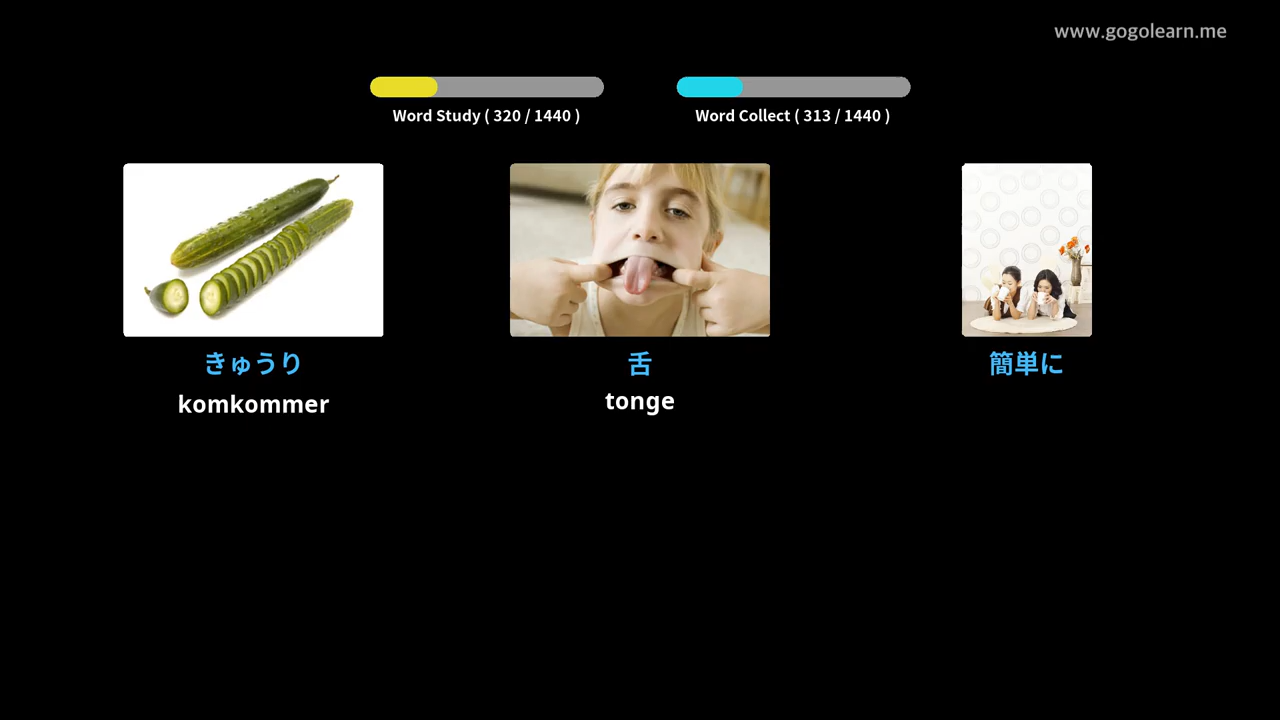 www.gogolearn.me
Word Study ( 320 / 1440 )
Word Collect ( 313 / 1440 )
きゅうり
舌
簡単に
komkommer
tonge